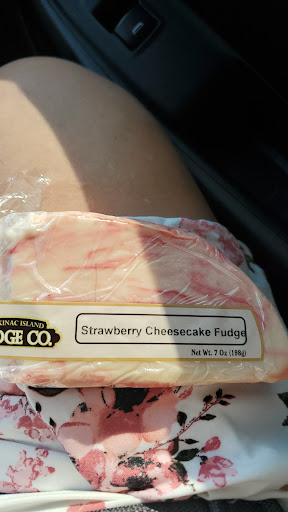 KINAC ISLAND
DGE CO.
Strawberry Cheesecake Fudge
Net Wt. 7 Oz (198g)